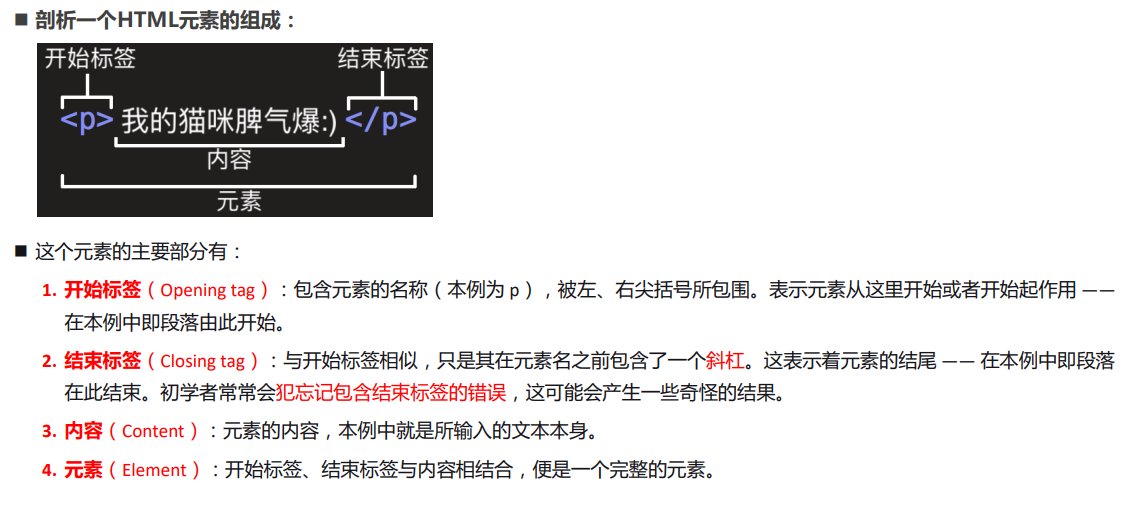 ■ 剖析一个HTML元素的组成：
开始标签 结束标签
<p> 我的猫咪脾气爆:) </p>
内容
元素
■ 这个元素的主要部分有：
1. 开始标签（Opening tag）：包含元素的名称（本例为 p），被左、右尖括号所包围。表示元素从这里开始或者开始起作用 ——
在本例中即段落由此开始。
2. 结束标签（Closing tag）：与开始标签相似，只是其在元素名之前包含了一个斜杠。这表示着元素的结尾 —— 在本例中即段落
在此结束。初学者常常会犯忘记包含结束标签的错误，这可能会产生一些奇怪的结果。
3. 内容（Content）：元素的内容，本例中就是所输入的文本本身。
4. 元素（Element）：开始标签、结束标签与内容相结合，便是一个完整的元素。